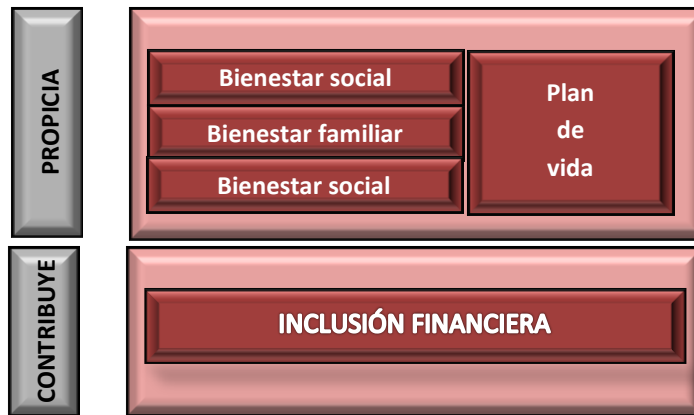 PROPICIA
Bienestar social
Bienestar familiar
Bienestar social
Plan
de
vida
CONTRIBUYE
INCLUSIÓN FINANCIERA